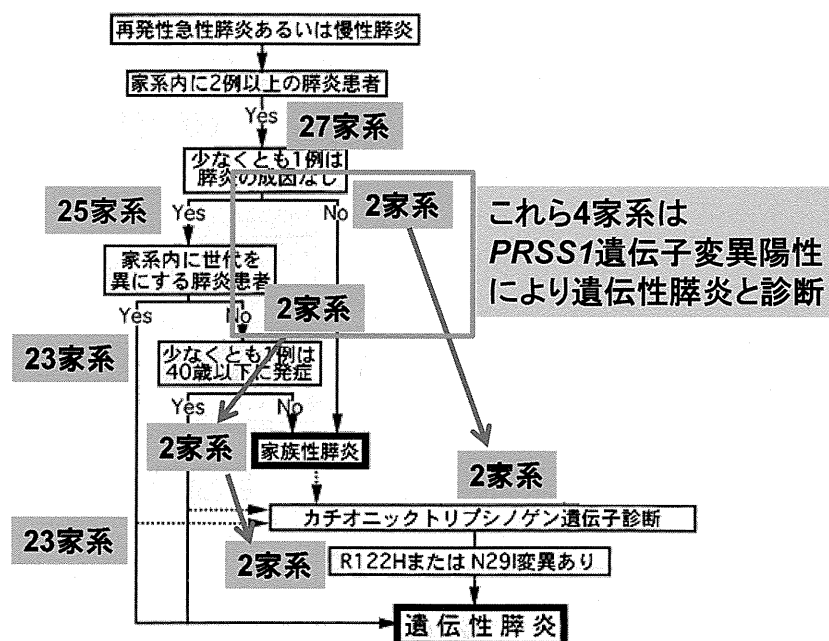 再発性急性膵炎あるいは慢性膵炎
家系内に2例以上の膵炎患者
Yes
27家系
少なくとも1例は
膵炎の成因なし
25家系
Yes
No
2家系
これら4家系は
PRSS1遺伝子変異陽性
により遺伝性膵炎と診断
家系内に世代を
異にする膵炎患者
Yes
No
2家系
23家系
少なくとも1例は
40歳以下に発症
Yes
No
2家系
家族性膵炎
2家系
カチオニックトリプシノゲン遺伝子診断
23家系
2家系
R122HまたはN29I変異あり
遺伝性膵炎